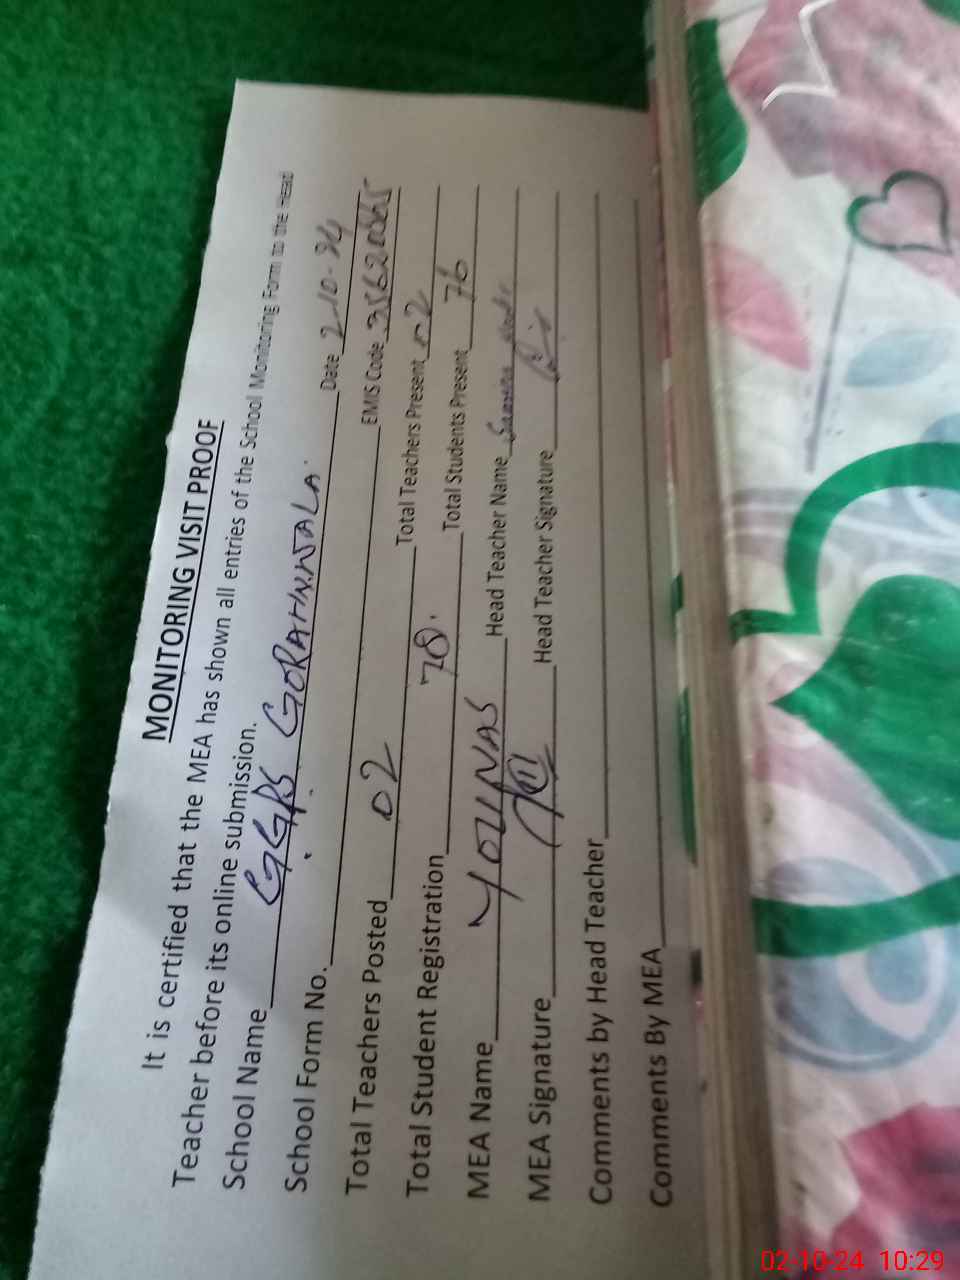 MONITORING VISIT PROOF
It is certified that the MEA has shown all entries of the School Monitoring Form to the Head
Teacher before its online submission.
School Name GGPS GORAHN.WALA. Date 2-10-24
School Form No. EMIS Code
Total Teachers Posted 02 Total Teachers Present 02
Total Student Registration 78. Total Students Present 76
MEA Name YOUNAS Head Teacher Name
MEA Signature Head Teacher Signature
Comments by Head Teacher
Comments By MEA
02-10-24 10:29